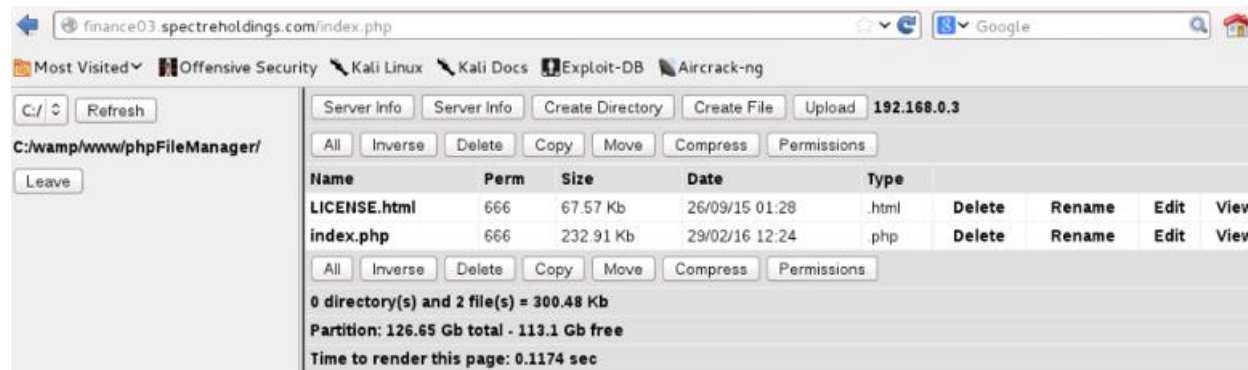 finance03.spectreholdings.com/index.php Google
Most Visited Offensive Security Kali Linux Kali Docs Exploit-DB Aircrack-ng
C:/ Refresh
C:/wamp/www/phpFileManager/
Leave
Server Info Server Info Create Directory Create File Upload 192.168.0.3
All Inverse Delete Copy Move Compress Permissions
Name Perm Size Date Type
LICENSE.html 666 67.57 Kb 26/09/15 01:28 .html Delete Rename Edit View
index.php 666 232.91 Kb 29/02/16 12:24 .php Delete Rename Edit View
All Inverse Delete Copy Move Compress Permissions
0 directory(s) and 2 file(s) = 300.48 Kb
Partition: 126.65 Gb total - 113.1 Gb free
Time to render this page: 0.1174 sec